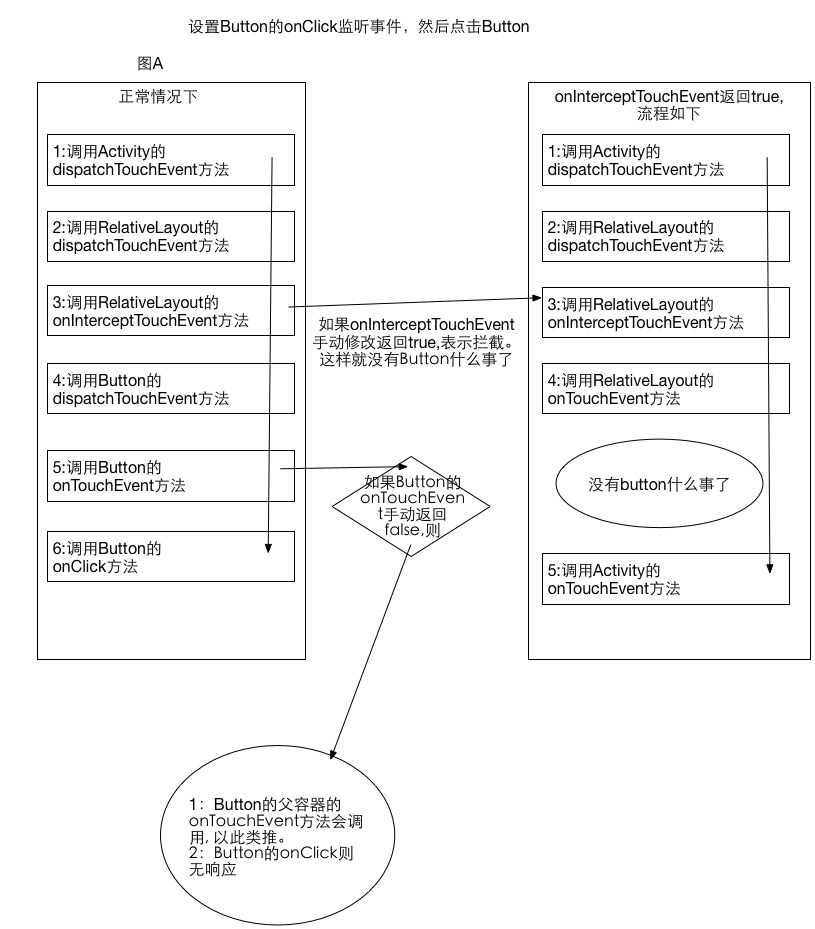 设置Button的onClick监听事件，然后点击Button
图A
正常情况下
1:调用Activity的
dispatchTouchEvent方法
2:调用RelativeLayout的
dispatchTouchEvent方法
3:调用RelativeLayout的
onInterceptTouchEvent方法
4:调用Button的
dispatchTouchEvent方法
5:调用Button的
onTouchEvent方法
6:调用Button的
onClick方法
如果onInterceptTouchEvent
手动修改返回true,表示拦截。
这样就没有Button什么事了
如果Button的
onTouchEven
t手动返回
false,则
1：Button的父容器的
onTouchEvent方法会调
用, 以此类推。
2：Button的onClick则
无响应
onInterceptTouchEvent返回true,
流程如下
1:调用Activity的
dispatchTouchEvent方法
2:调用RelativeLayout的
dispatchTouchEvent方法
3:调用RelativeLayout的
onInterceptTouchEvent方法
4:调用RelativeLayout的
onTouchEvent方法
没有button什么事了
5:调用Activity的
onTouchEvent方法